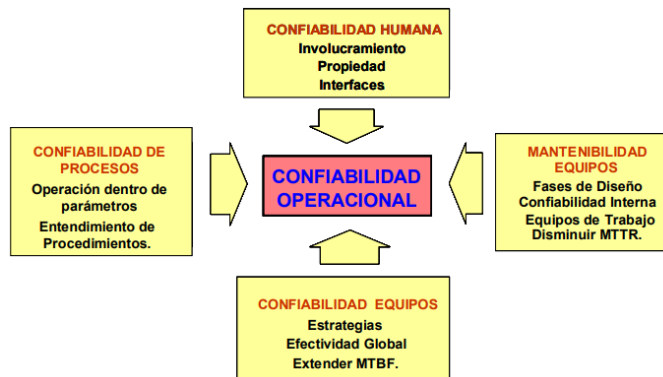 CONFIABILIDAD HUMANA
Involucramiento
Propiedad
Interfaces
CONFIABILIDAD DE
PROCESOS
Operación dentro de
parámetros
Entendimiento de
Procedimientos.
CONFIABILIDAD
OPERACIONAL
MANTENIBILIDAD
EQUIPOS
Fases de Diseño
Confiabilidad Interna
Equipos de Trabajo
Disminuir MTTR.
CONFIABILIDAD EQUIPOS
Estrategias
Efectividad Global
Extender MTBF.